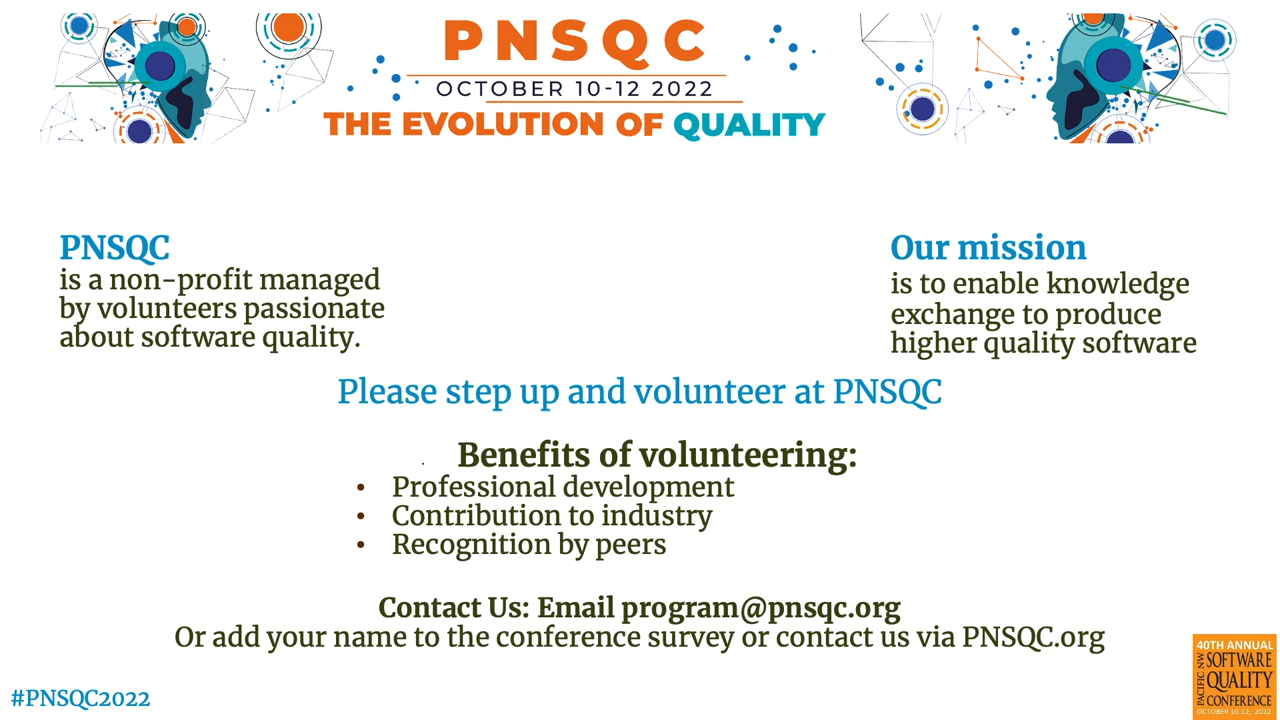 PNSQC
OCTOBER 10-12 2022
THE EVOLUTION OF QUALITY
PNSQC
is a non-profit managed
by volunteers passionate
about software quality.
Our mission
is to enable knowledge
exchange to produce
higher quality software
Please step up and volunteer at PNSQC
. Benefits of volunteering:
• Professional development
• Contribution to industry
• Recognition by peers
Contact Us: Email program@pnsqc.org
Or add your name to the conference survey or contact us via PNSQC.org
#PNSQC2022
40TH ANNUAL
PACIFIC NW
SOFTWARE
QUALITY
CONFERENCE
OCTOBER 10-12, 2022